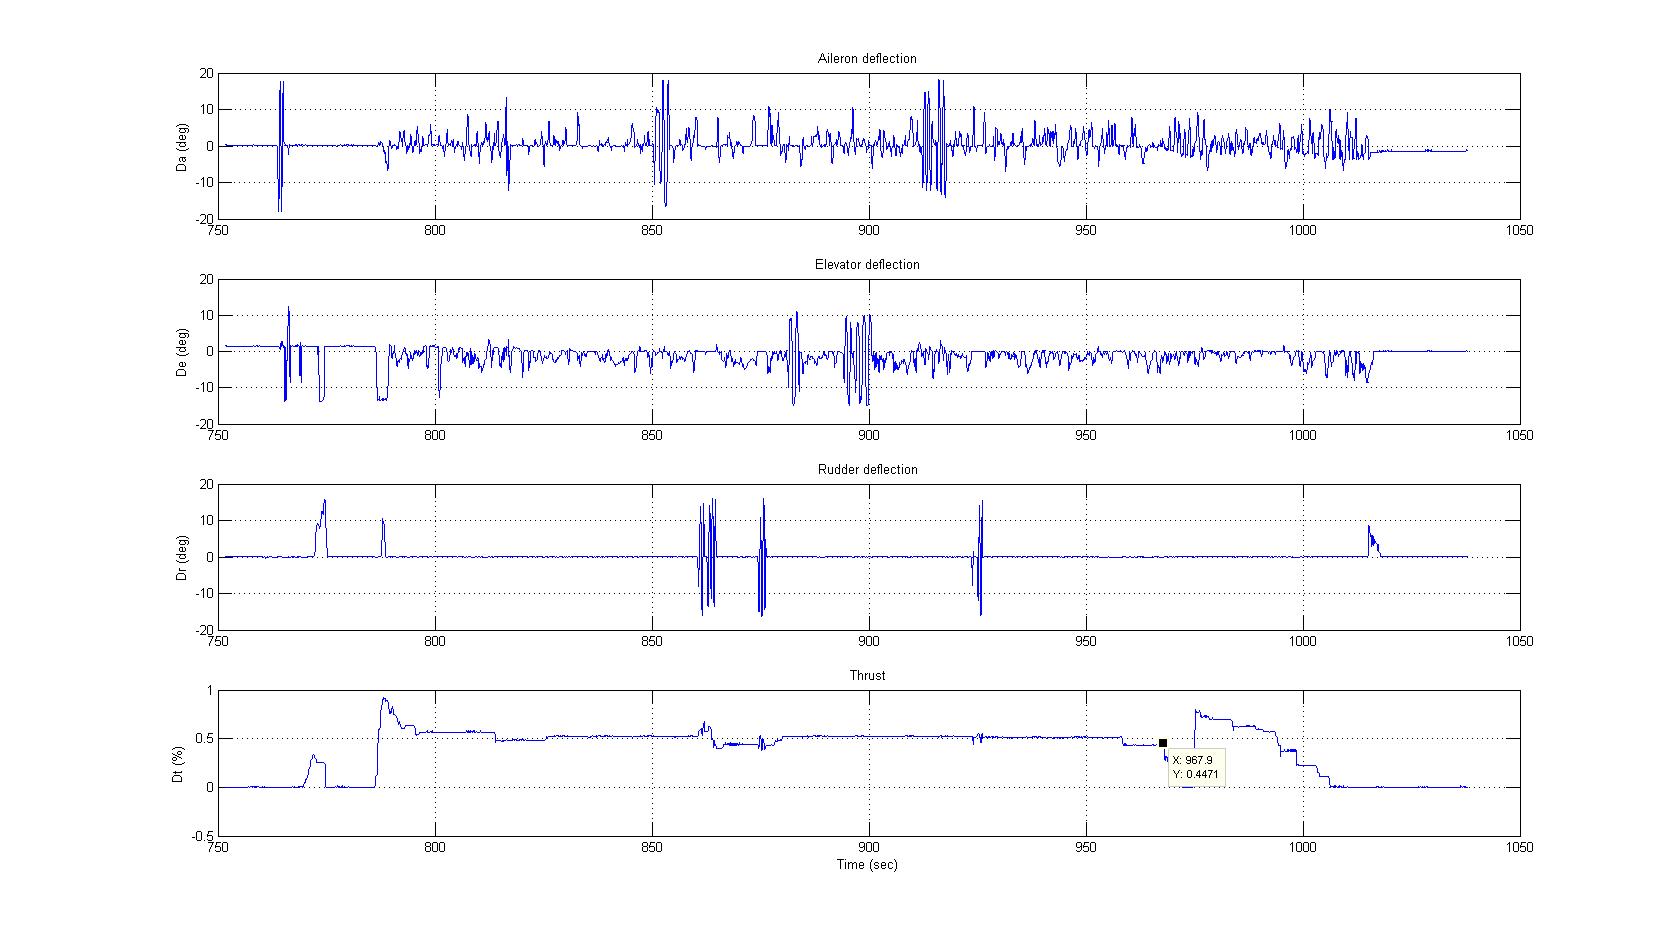 Aileron deflection
20
10
0
-10
-20
Da (deg)
750 800 850 900 950 1000 1050
Elevator deflection
20
10
0
-10
-20
De (deg)
750 800 850 900 950 1000 1050
Rudder deflection
20
10
0
-10
-20
Dr (deg)
750 800 850 900 950 1000 1050
Thrust
1
0.5
0
-0.5
Dt (%)
X: 967.9
Y: 0.4471
750 800 850 900 950 1000 1050
Time (sec)